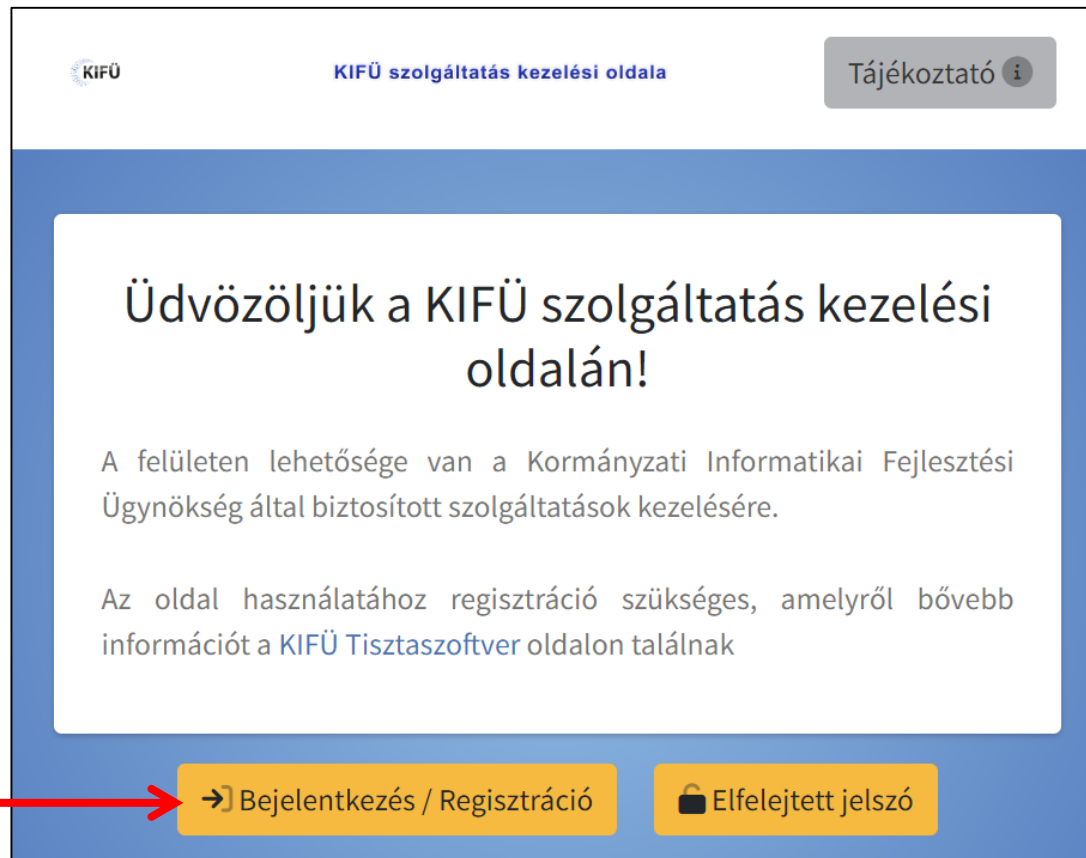 KIFÜ
KIFÜ szolgáltatás kezelési oldala
Tájékoztató i
Üdvözöljük a KIFÜ szolgáltatás kezelési
oldalán!
A felületen lehetősége van a Kormányzati Informatikai Fejlesztési
Ügynökség által biztosított szolgáltatások kezelésére.
Az oldal használatához regisztráció szükséges, amelyről bővebb
információt a KIFÜ Tisztaszoftver oldalon találnak
Bejelentkezés / Regisztráció
Elfelejtett jelszó